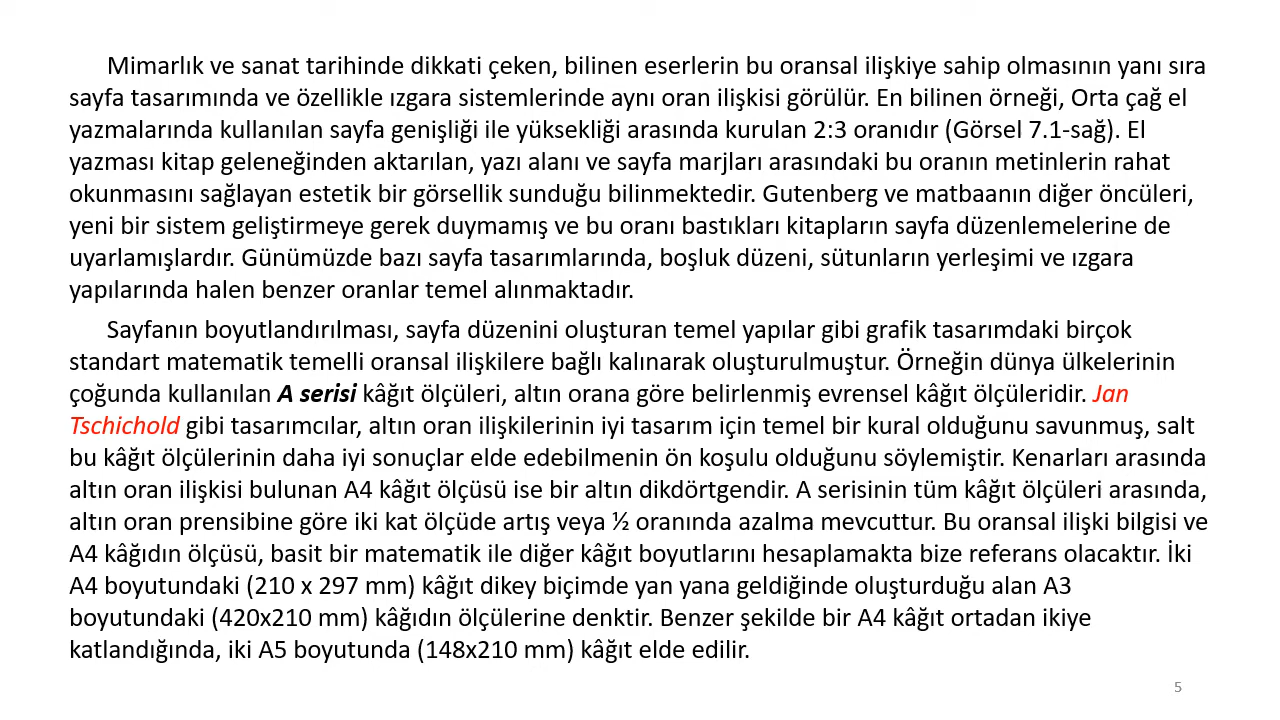 Mimarlık ve sanat tarihinde dikkati çeken, bilinen eserlerin bu oransal ilişkiye sahip olmasının yanı sıra
sayfa tasarımında ve özellikle ızgara sistemlerinde aynı oran ilişkisi görülür. En bilinen örneği, Orta çağ el
yazmalarında kullanılan sayfa genişliği ile yüksekliği arasında kurulan 2:3 oranıdır (Görsel 7.1-sağ). El
yazması kitap geleneğinden aktarılan, yazı alanı ve sayfa marjları arasındaki bu oranın metinlerin rahat
okunmasını sağlayan estetik bir görsellik sunduğu bilinmektedir. Gutenberg ve matbaanın diğer öncüleri,
yeni bir sistem geliştirmeye gerek duymamış ve bu oranı bastıkları kitapların sayfa düzenlemelerine de
uyarlamışlardır. Günümüzde bazı sayfa tasarımlarında, boşluk düzeni, sütunların yerleşimi ve ızgara
yapılarında halen benzer oranlar temel alınmaktadır.
Sayfanın boyutlandırılması, sayfa düzenini oluşturan temel yapılar gibi grafik tasarımdaki birçok
standart matematik temelli oransal ilişkilere bağlı kalınarak oluşturulmuştur. Örneğin dünya ülkelerinin
çoğunda kullanılan A serisi kâğıt ölçüleri, altın orana göre belirlenmiş evrensel kâğıt ölçüleridir. Jan
Tschichold gibi tasarımcılar, altın oran ilişkilerinin iyi tasarım için temel bir kural olduğunu savunmuş, salt
bu kâğıt ölçülerinin daha iyi sonuçlar elde edebilmenin ön koşulu olduğunu söylemiştir. Kenarları arasında
altın oran ilişkisi bulunan A4 kâğıt ölçüsü ise bir altın dikdörtgendir. A serisinin tüm kâğıt ölçüleri arasında,
altın oran prensibine göre iki kat ölçüde artış veya ½ oranında azalma mevcuttur. Bu oransal ilişki bilgisi ve
A4 kâğıdın ölçüsü, basit bir matematik ile diğer kâğıt boyutlarını hesaplamakta bize referans olacaktır. İki
A4 boyutundaki (210 x 297 mm) kâğıt dikey biçimde yan yana geldiğinde oluşturduğu alan A3
boyutundaki (420x210 mm) kâğıdın ölçülerine denktir. Benzer şekilde bir A4 kâğıt ortadan ikiye
katlandığında, iki A5 boyutunda (148x210 mm) kâğıt elde edilir.
5